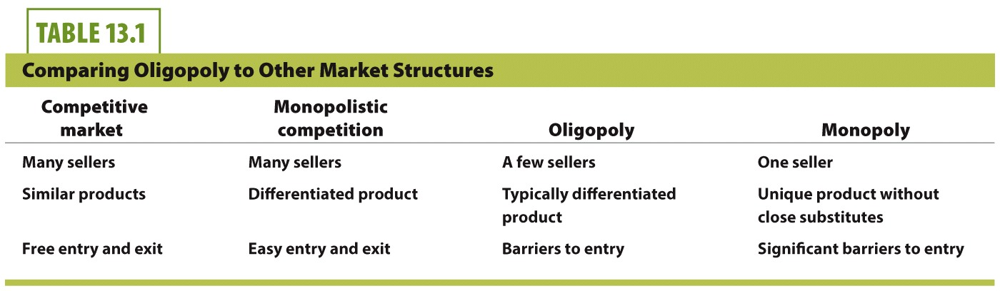 TABLE 13.1
Comparing Oligopoly to Other Market Structures
Competitive market
Monopolistic competition
Oligopoly
Monopoly
Many sellers
Many sellers
A few sellers
One seller
Similar products
Differentiated product
Typically differentiated
product
Unique product without
close substitutes
Free entry and exit
Easy entry and exit
Barriers to entry
Significant barriers to entry